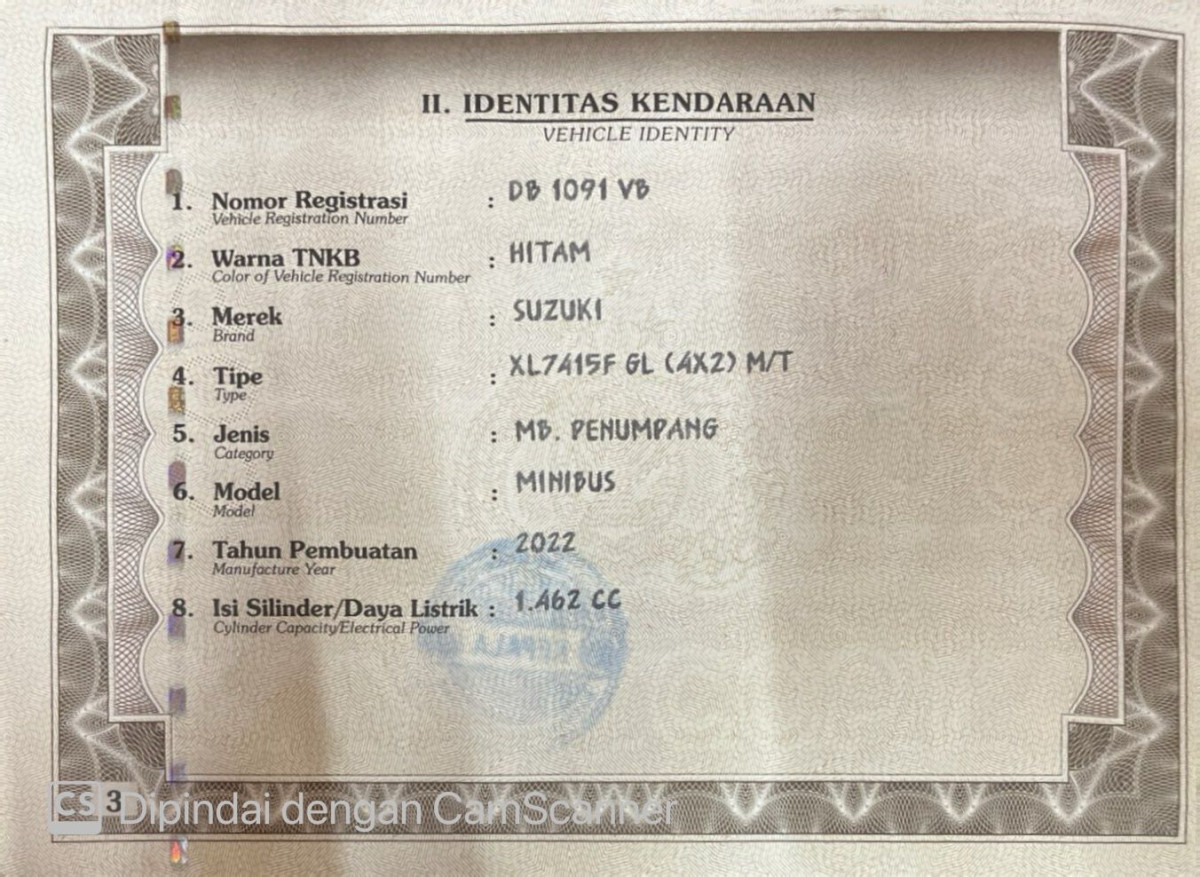 II. IDENTITAS KENDARAAN
VEHICLE IDENTITY
1. Nomor Registrasi : DB 1091 VB
Vehicle Registration Number
2. Warna TNKB : HITAM
Color of Vehicle Registration Number
3. Merek : SUZUKI
Brand
4. Tipe : XL7415F GL (4X2) M/T
Type
5. Jenis : MB. PENUMPANG
Category
6. Model : MINIBUS
Model
7. Tahun Pembuatan : 2022
Manufacture Year
8. Isi Silinder/Daya Listrik : 1.462 CC
Cylinder Capacity/Electrical Power
KEPALA
3
CS Dipindai dengan CamScanner